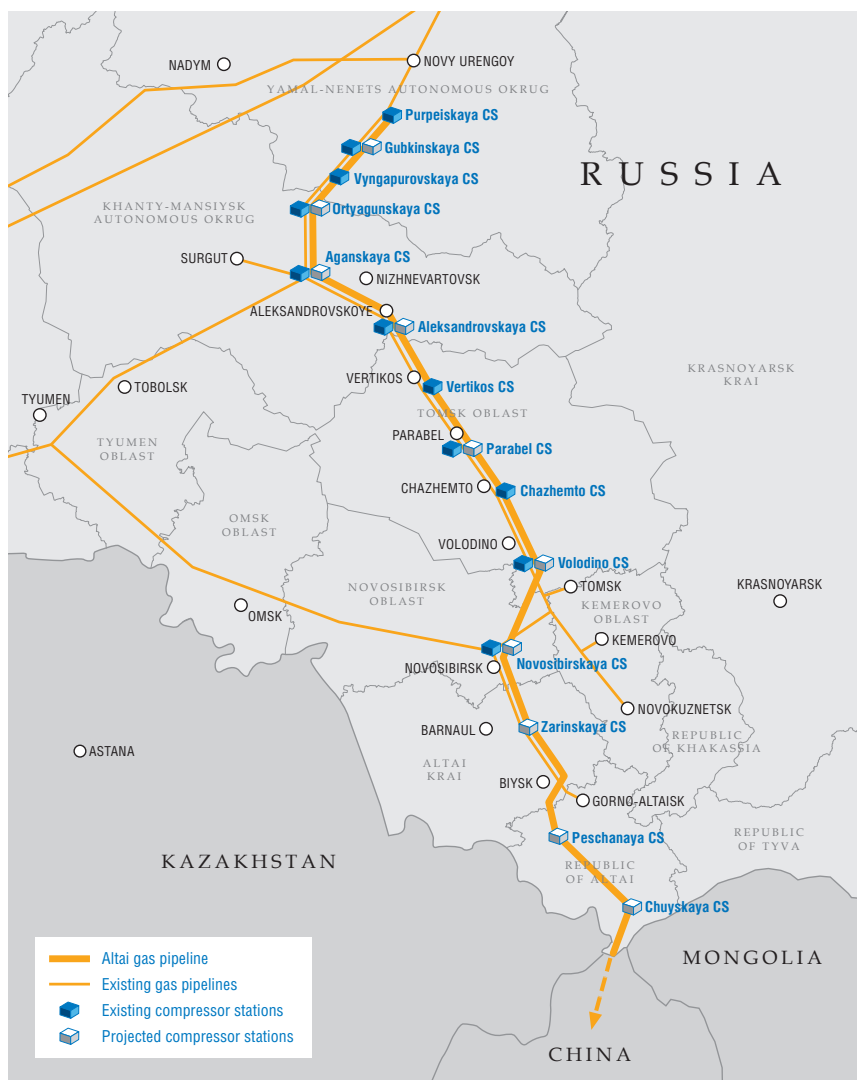 NADYM
NOVY URENGOY
YAMAL-NENETS AUTONOMOUS OKRUG
Purpeiskaya CS
Gubkinskaya CS
RUSSIA
Vyngapurovskaya CS
KHANTY-MANSIYSK
AUTONOMOUS OKRUG
Ortyagunskaya CS
SURGUT
Aganskaya CS
NIZHNEVARTOVSK
ALEKSANDROVSKOYE
Aleksandrovskaya CS
KRASNOYARSK
KRAI
VERTIKOS
Vertikos CS
TOBOLSK
TYUMEN
TOMSK OBLAST
TYUMEN
OBLAST
PARABEL
Parabel CS
CHAZHEMTO
Chazhemto CS
OMSK
OBLAST
VOLODINO
Volodino CS
NOVOSIBIRSK
OBLAST
TOMSK
KRASNOYARSK
OMSK
KEMEROVO
OBLAST
KEMEROVO
NOVOSIBIRSK
Novosibirskaya CS
NOVOKUZNETSK
BARNAUL
Zarinskaya CS
REPUBLIC
OF KHAKASSIA
ASTANA
ALTAI
KRAI
BIYSK
GORNO-ALTAISK
Peschanaya CS
REPUBLIC
OF TYVA
KAZAKHSTAN
REPUBLIC
OF ALTAI
Chuyskaya CS
MONGOLIA
Altai gas pipeline
Existing gas pipelines
Existing compressor stations
Projected compressor stations
CHINA